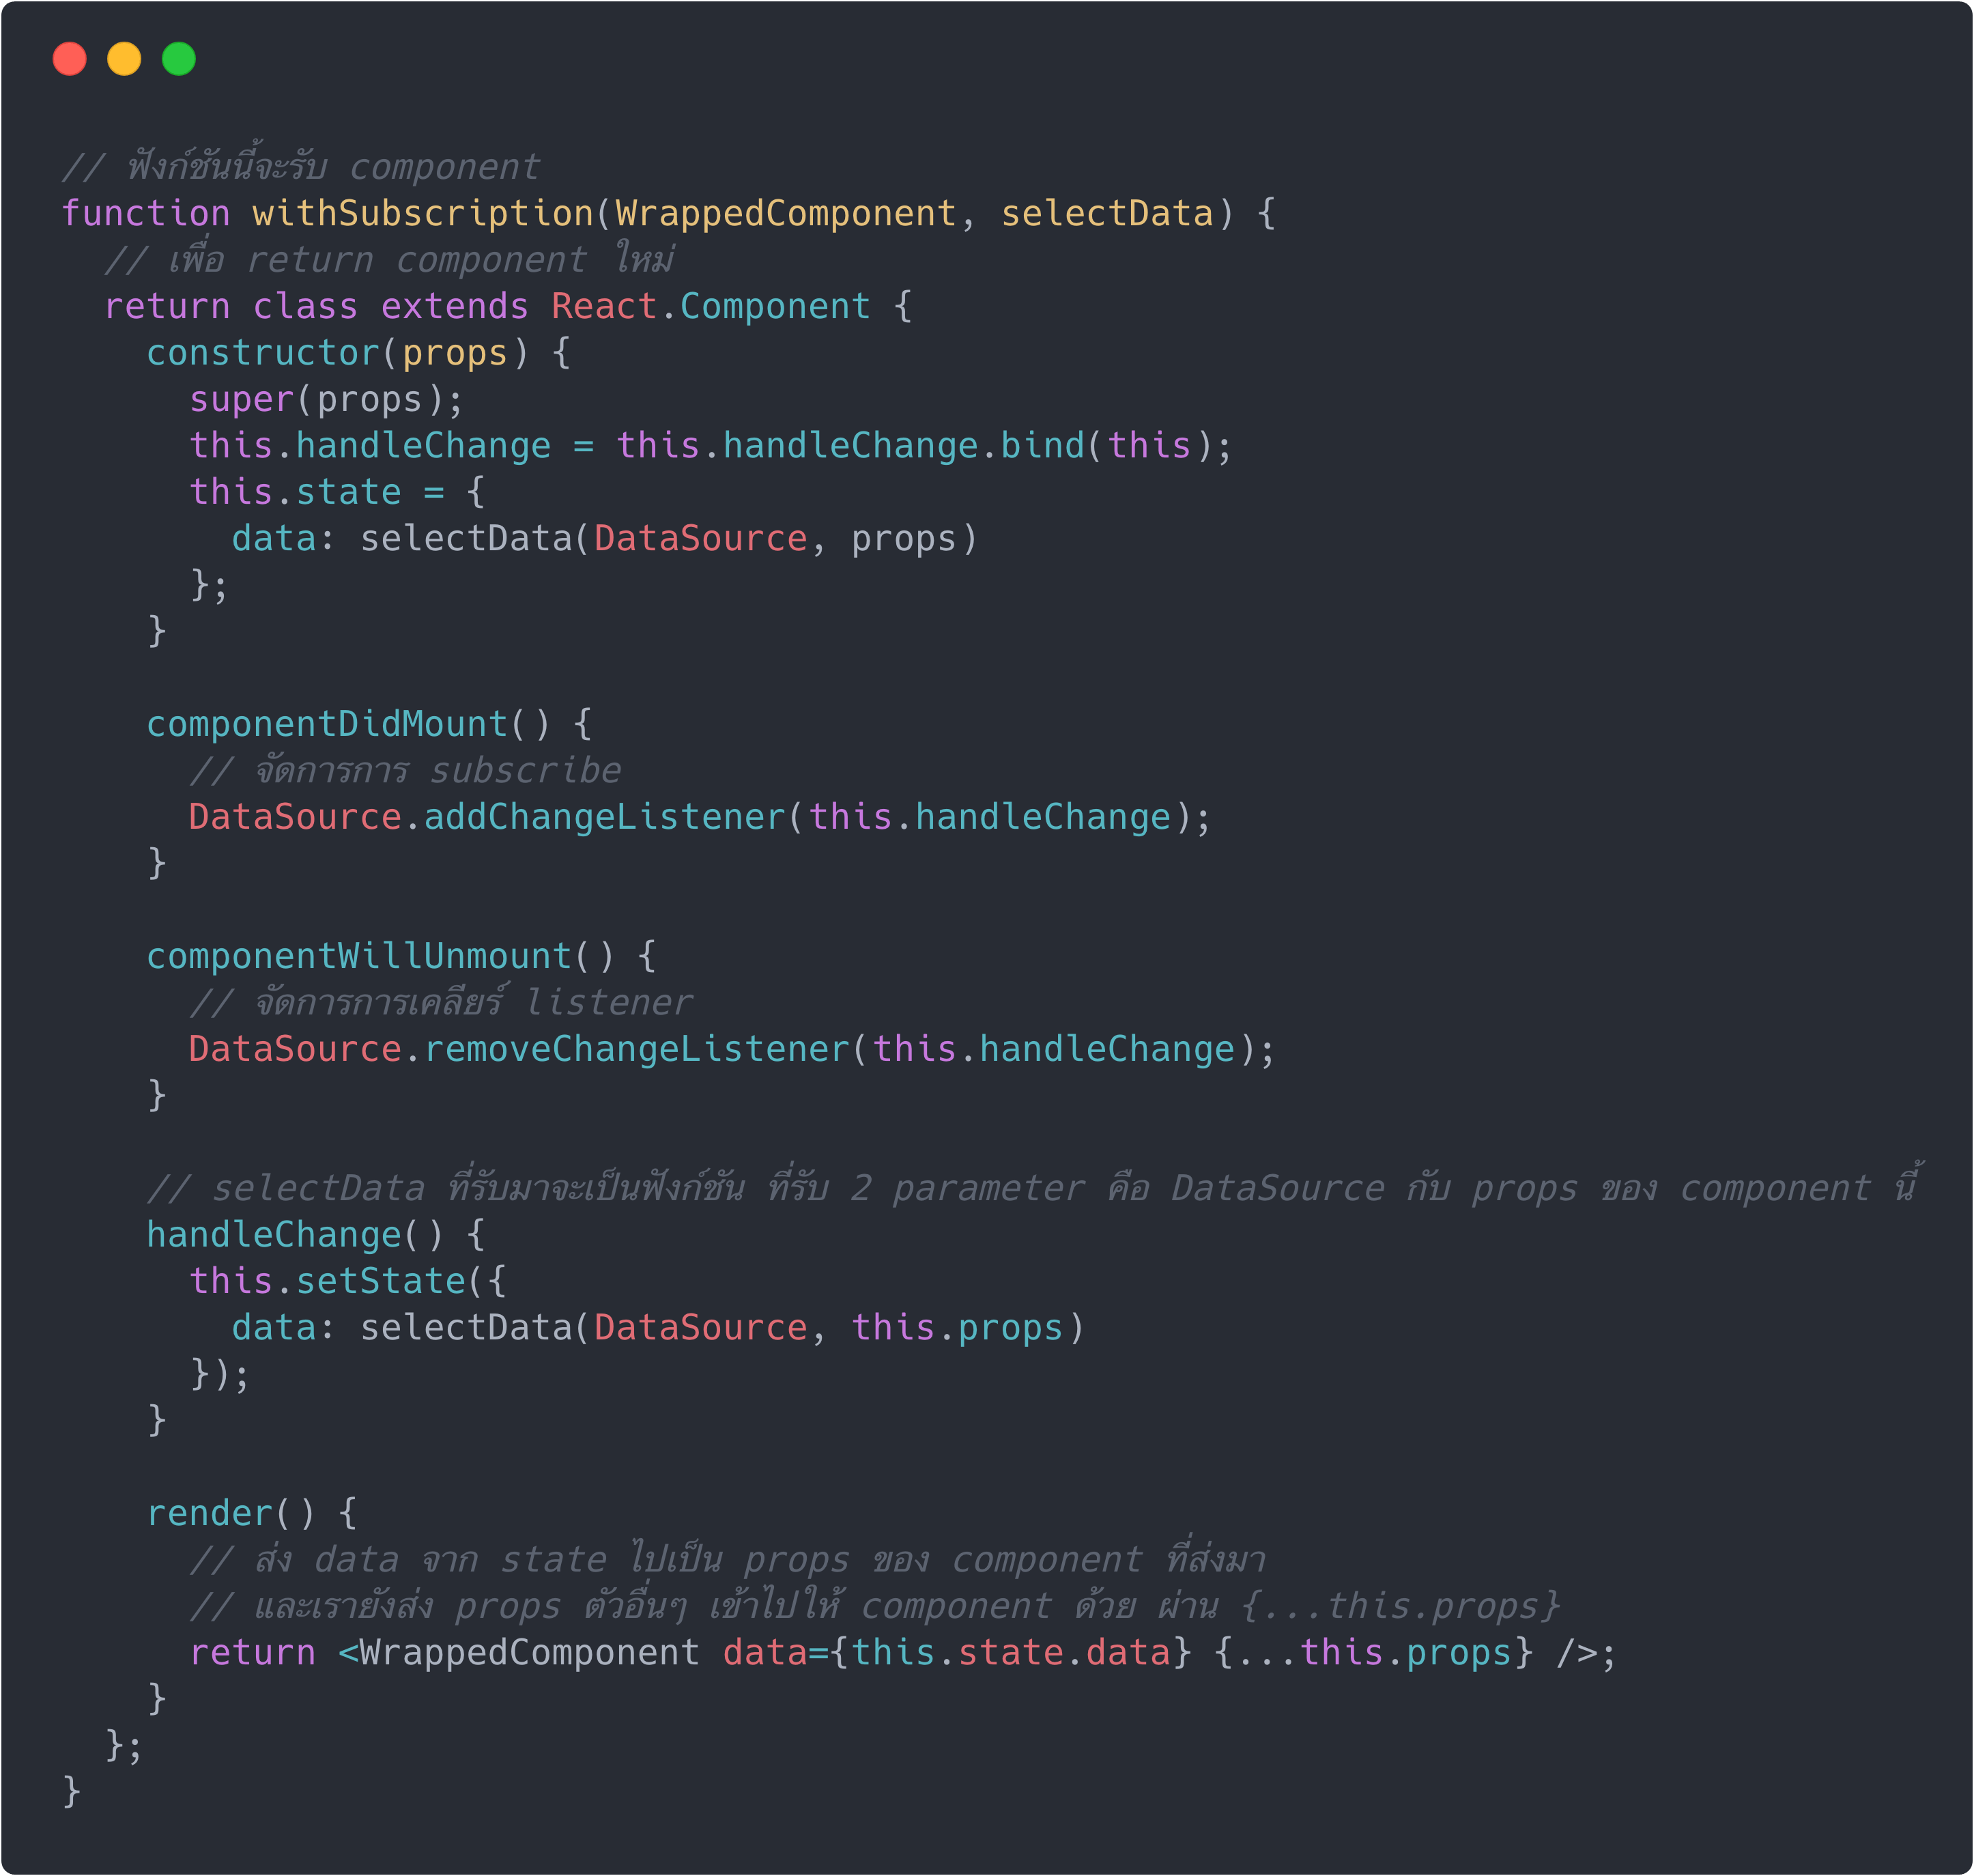 // ฟังก์ชันนี้จะรับ component
function withSubscription(WrappedComponent, selectData) {
  // เพื่อ return component ใหม่
  return class extends React.Component {
    constructor(props) {
      super(props);
      this.handleChange = this.handleChange.bind(this);
      this.state = {
        data: selectData(DataSource, props)
      };
    }

    componentDidMount() {
      // จัดการการ subscribe
      DataSource.addChangeListener(this.handleChange);
    }

    componentWillUnmount() {
      // จัดการการเคลียร์ listener
      DataSource.removeChangeListener(this.handleChange);
    }

    // selectData ที่รับมาจะเป็นฟังก์ชัน ที่รับ 2 parameter คือ DataSource กับ props ของ component นี้
    handleChange() {
      this.setState({
        data: selectData(DataSource, this.props)
      });
    }

    render() {
      // ส่ง data จาก state ไปเป็น props ของ component ที่ส่งมา
      // และเรายังส่ง props ตัวอื่นๆ เข้าไปให้ component ด้วย ผ่าน {...this.props}
      return <WrappedComponent data={this.state.data} {...this.props} />;
    }
  };
}